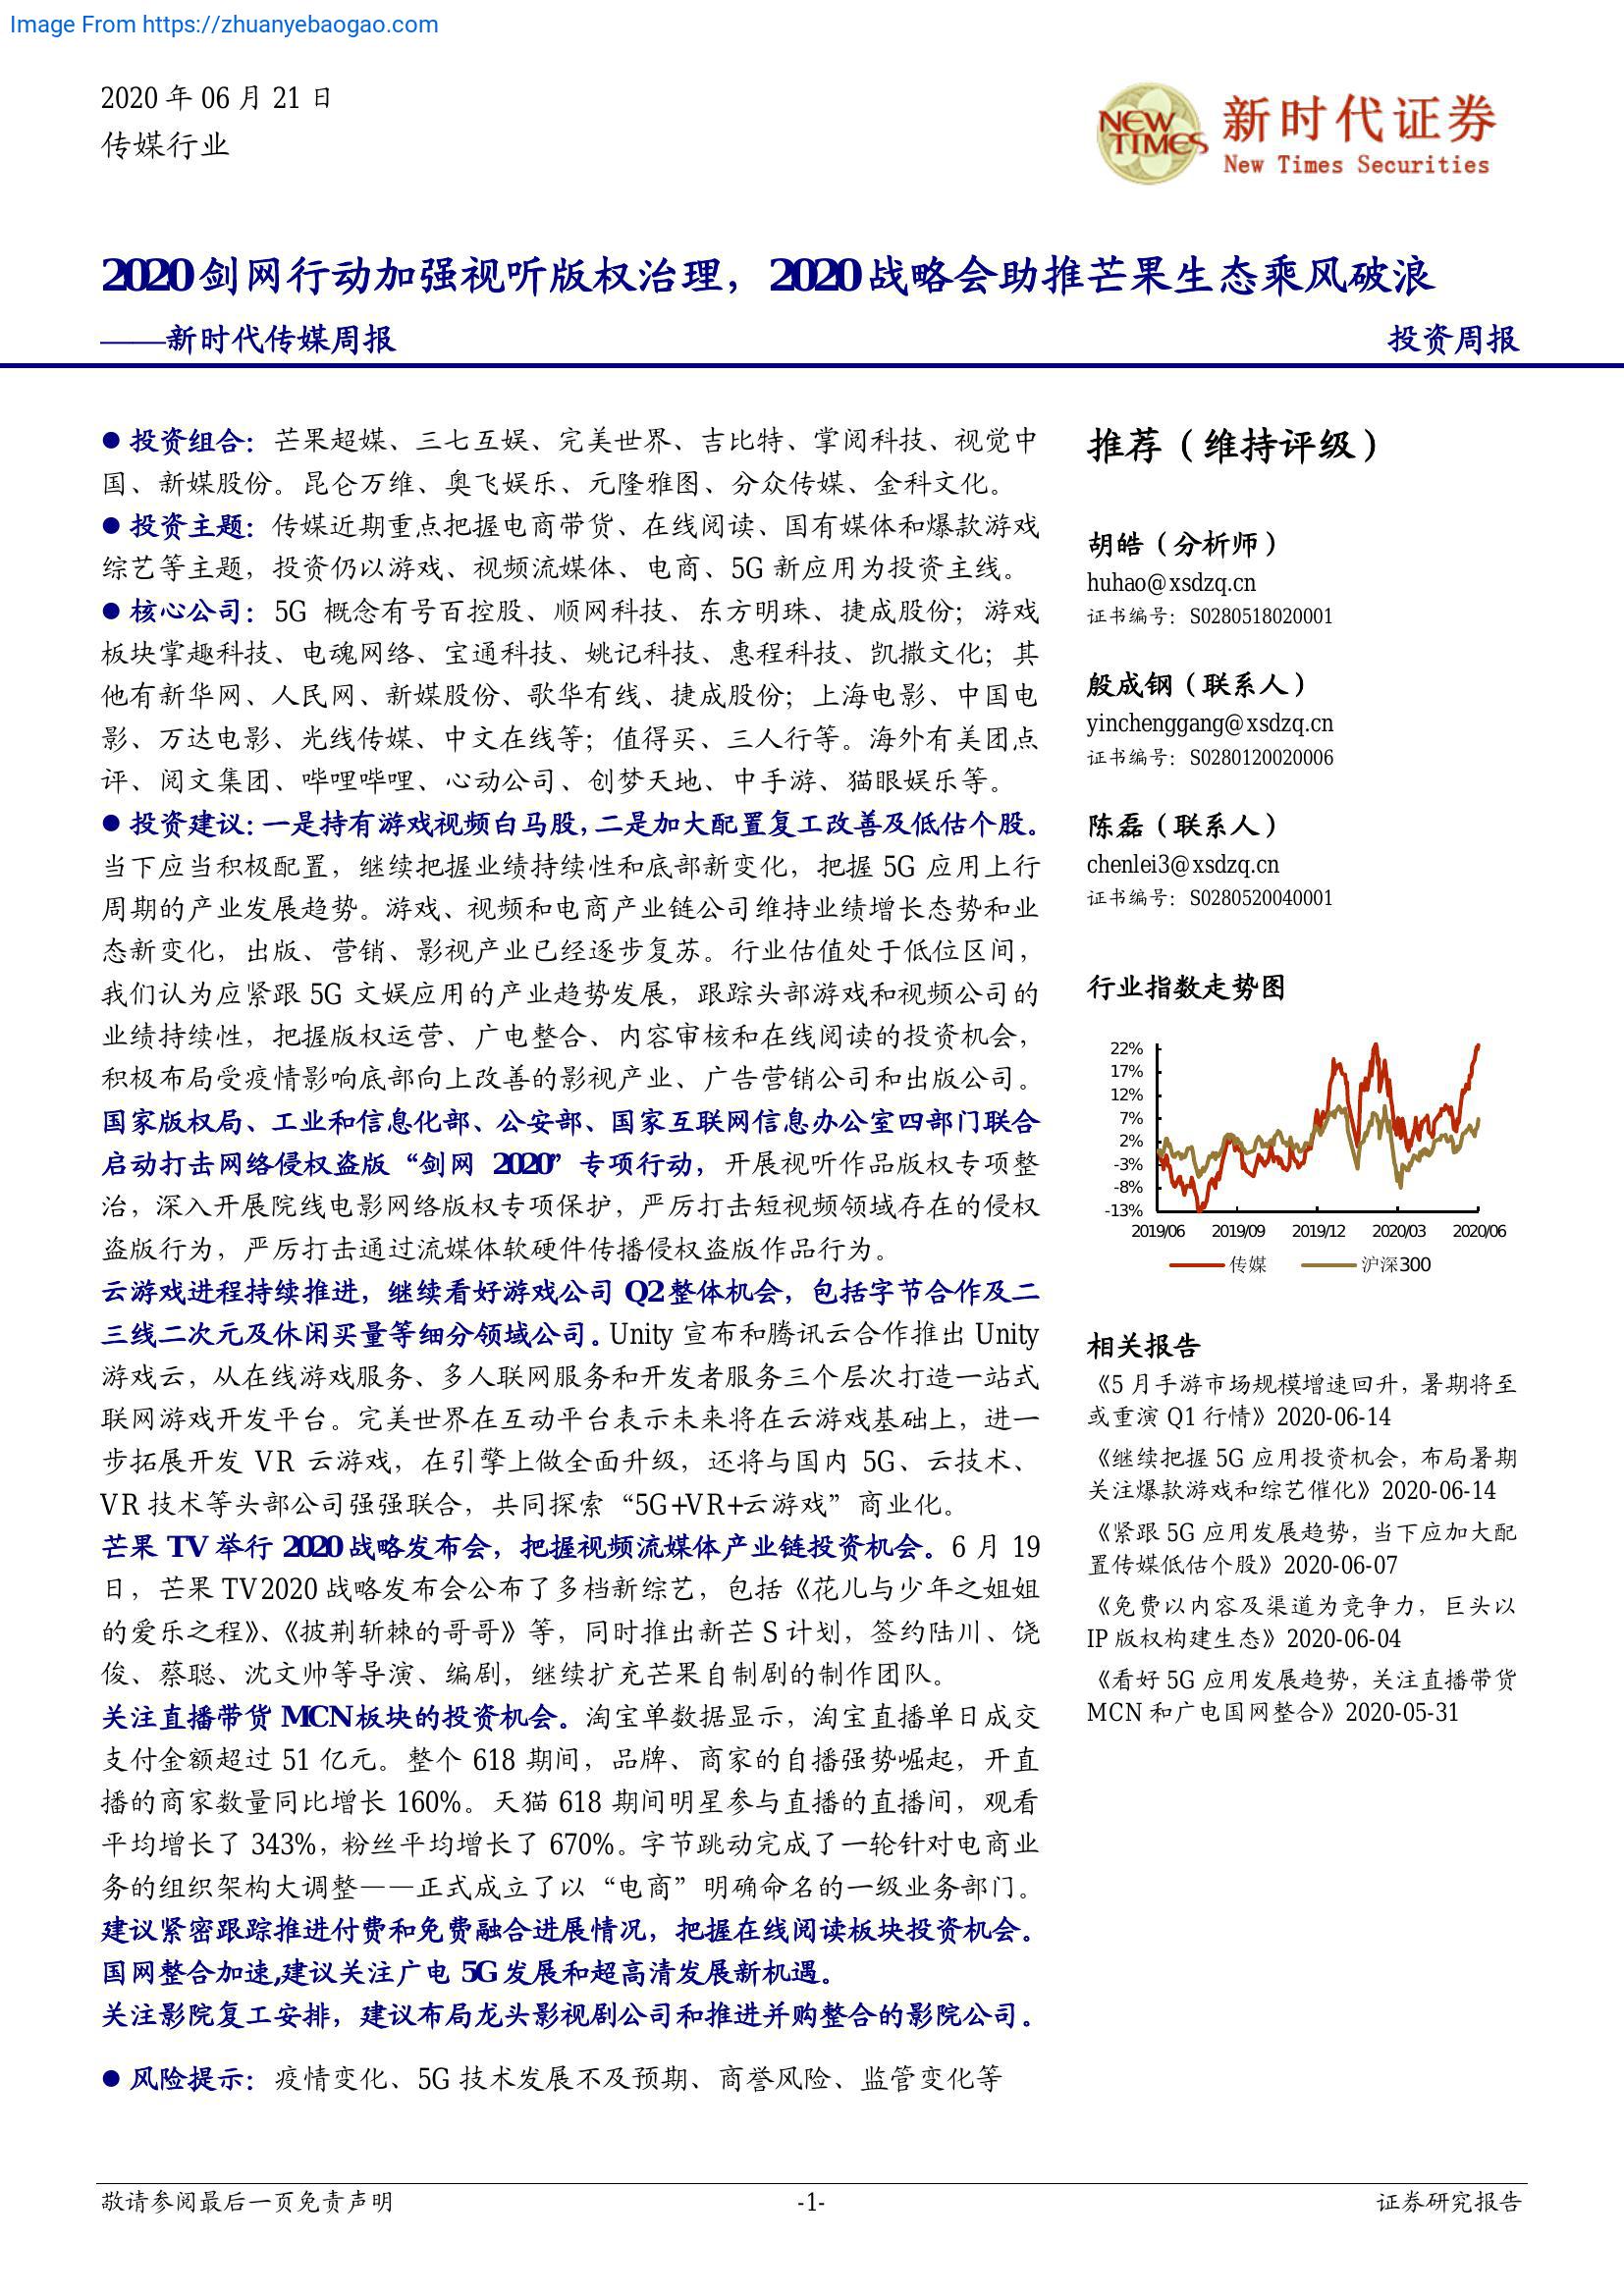 Image From https://zhuanyebaogao.com
2020 年 06 月 21 日
传媒行业
NEW TIMES
新时代证券
New Times Securities
2020 剑网行动加强视听版权治理，2020 战略会助推芒果生态乘风破浪
——新时代传媒周报
投资周报
● 投资组合：芒果超媒、三七互娱、完美世界、吉比特、掌阅科技、视觉中
国、新媒股份。昆仑万维、奥飞娱乐、元隆雅图、分众传媒、金科文化。
● 投资主题：传媒近期重点把握电商带货、在线阅读、国有媒体和爆款游戏
综艺等主题，投资仍以游戏、视频流媒体、电商、5G 新应用为投资主线。
● 核心公司：5G 概念有号百控股、顺网科技、东方明珠、捷成股份；游戏
板块掌趣科技、电魂网络、宝通科技、姚记科技、惠程科技、凯撒文化；其
他有新华网、人民网、新媒股份、歌华有线、捷成股份；上海电影、中国电
影、万达电影、光线传媒、中文在线等；值得买、三人行等。海外有美团点
评、阅文集团、哔哩哔哩、心动公司、创梦天地、中手游、猫眼娱乐等。
● 投资建议：一是持有游戏视频白马股，二是加大配置复工改善及低估个股。
当下应当积极配置，继续把握业绩持续性和底部新变化，把握 5G 应用上行
周期的产业发展趋势。游戏、视频和电商产业链公司维持业绩增长态势和业
态新变化，出版、营销、影视产业已经逐步复苏。行业估值处于低位区间，
我们认为应紧跟 5G 文娱应用的产业趋势发展，跟踪头部游戏和视频公司的
业绩持续性，把握版权运营、广电整合、内容审核和在线阅读的投资机会，
积极布局受疫情影响底部向上改善的影视产业、广告营销公司和出版公司。
国家版权局、工业和信息化部、公安部、国家互联网信息办公室四部门联合
启动打击网络侵权盗版“剑网 2020”专项行动，开展视听作品版权专项整
治，深入开展院线电影网络版权专项保护，严厉打击短视频领域存在的侵权
盗版行为，严厉打击通过流媒体软硬件传播侵权盗版作品行为。
云游戏进程持续推进，继续看好游戏公司 Q2 整体机会，包括字节合作及二
三线二次元及休闲买量等细分领域公司。Unity 宣布和腾讯云合作推出 Unity
游戏云，从在线游戏服务、多人联网服务和开发者服务三个层次打造一站式
联网游戏开发平台。完美世界在互动平台表示未来将在云游戏基础上，进一
步拓展开发 VR 云游戏，在引擎上做全面升级，还将与国内 5G、云技术、
VR 技术等头部公司强强联合，共同探索“5G+VR+云游戏”商业化。
芒果 TV 举行 2020 战略发布会，把握视频流媒体产业链投资机会。6 月 19
日，芒果 TV2020 战略发布会公布了多档新综艺，包括《花儿与少年之姐姐
的爱乐之程》、《披荆斩棘的哥哥》等，同时推出新芒 S 计划，签约陆川、饶
俊、蔡聪、沈文帅等导演、编剧，继续扩充芒果自制剧的制作团队。
关注直播带货 MCN 板块的投资机会。淘宝单数据显示，淘宝直播单日成交
支付金额超过 51 亿元。整个 618 期间，品牌、商家的自播强势崛起，开直
播的商家数量同比增长 160%。天猫 618 期间明星参与直播的直播间，观看
平均增长了 343%，粉丝平均增长了 670%。字节跳动完成了一轮针对电商业
务的组织架构大调整——正式成立了以“电商”明确命名的一级业务部门。
建议紧密跟踪推进付费和免费融合进展情况，把握在线阅读板块投资机会。
国网整合加速,建议关注广电 5G 发展和超高清发展新机遇。
关注影院复工安排，建议布局龙头影视剧公司和推进并购整合的影院公司。
● 风险提示：疫情变化、5G 技术发展不及预期、商誉风险、监管变化等
推荐（维持评级）
胡皓（分析师）
huhao@xsdzq.cn
证书编号：S0280518020001
殷成钢（联系人）
yinchenggang@xsdzq.cn
证书编号：S0280120020006
陈磊（联系人）
chenlei3@xsdzq.cn
证书编号：S0280520040001
行业指数走势图
22%
17%
12%
7%
2%
-3%
-8%
-13%
2019/06 2019/09 2019/12 2020/03 2020/06
传媒 沪深300
相关报告
《5 月手游市场规模增速回升，暑期将至
或重演 Q1 行情》2020-06-14
《继续把握 5G 应用投资机会，布局暑期
关注爆款游戏和综艺催化》2020-06-14
《紧跟 5G 应用发展趋势，当下应加大配
置传媒低估个股》2020-06-07
《免费以内容及渠道为竞争力，巨头以
IP 版权构建生态》2020-06-04
《看好 5G 应用发展趋势，关注直播带货
MCN 和广电国网整合》2020-05-31
敬请参阅最后一页免责声明
-1-
证券研究报告